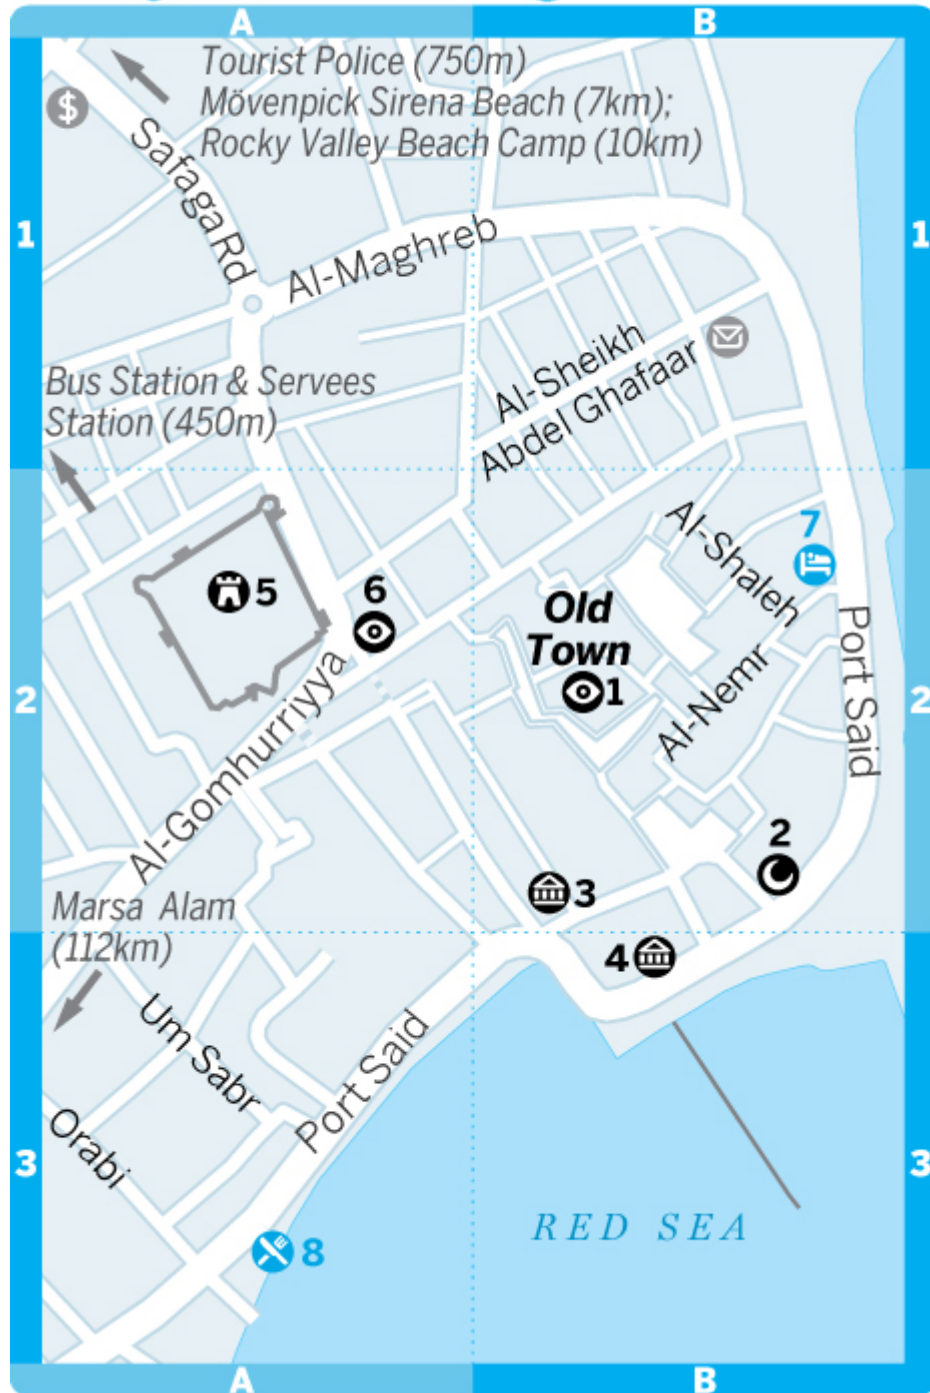 A
B
Tourist Police (750m)
Mövenpick Sirena Beach (7km);
Rocky Valley Beach Camp (10km)
$
Safaga Rd
1
1
Al-Maghreb
Al-Sheikh
Abdel Ghafaar
Bus Station & Servees
Station (450m)
7
Al-Shaleh
5
6
Old
Town
1
Port Said
2
2
Al-Nemr
Al-Gomhurriyya
2
3
Marsa Alam
(112km)
4
Um Sabr
Port Said
Orabi
3
3
RED SEA
8
A
B